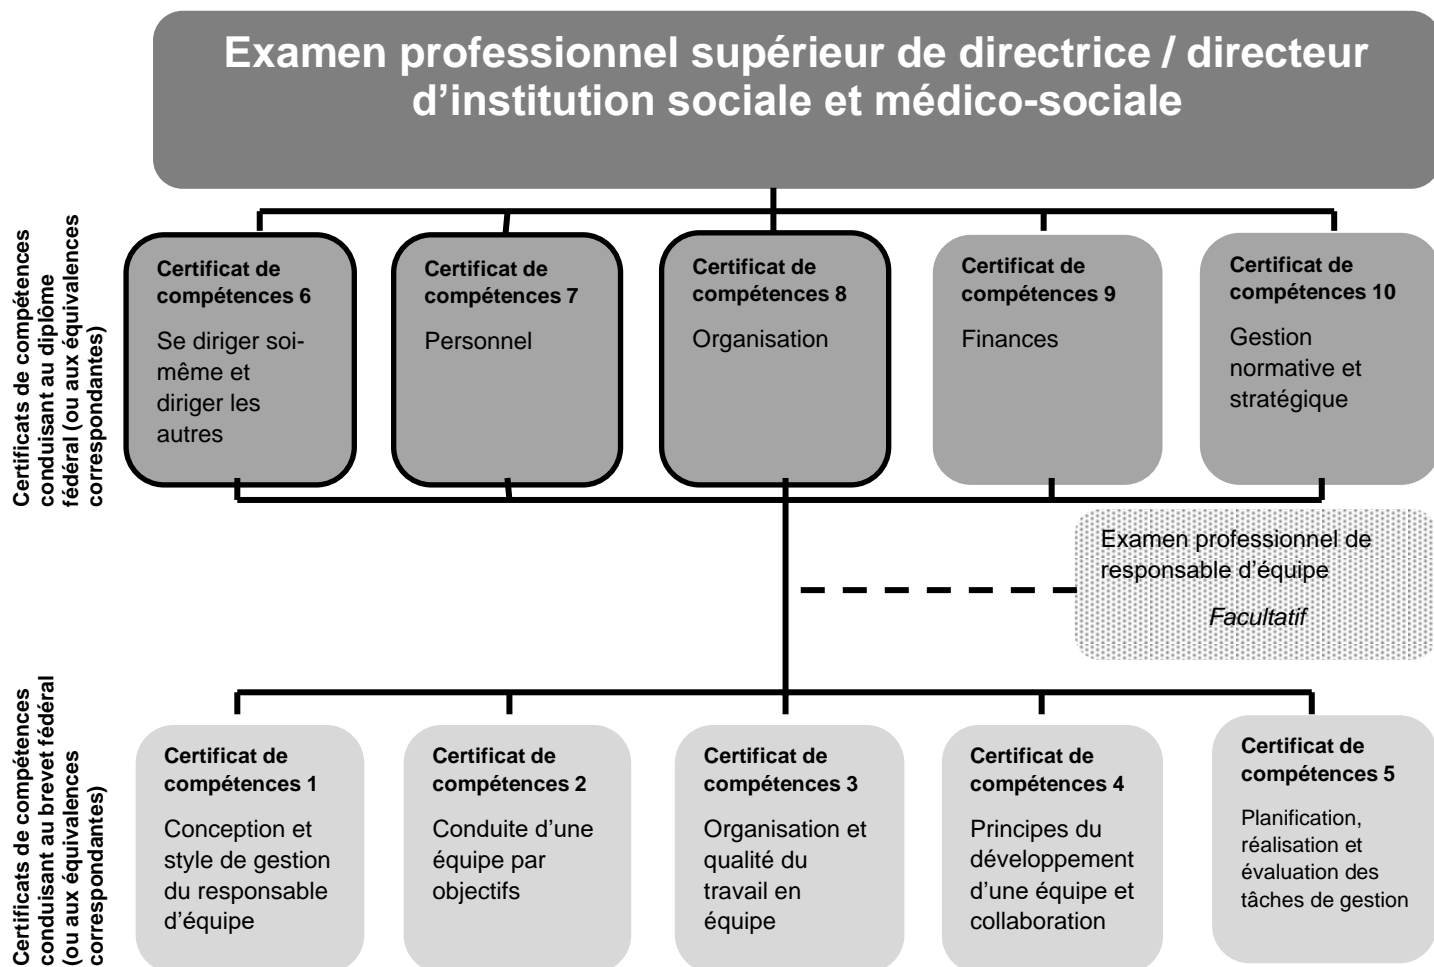 Examen professionnel supérieur de directrice / directeur
d’institution sociale et médico-sociale
Certificats de compétences
conduisant au diplôme
fédéral (ou aux équivalences
correspondantes)
Certificat de
compétences 6
Se diriger soi-
même et
diriger les
autres
Certificat de
compétences 7
Personnel
Certificat de
compétences 8
Organisation
Certificat de
compétences 9
Finances
Certificat de
compétences 10
Gestion
normative et
stratégique
Examen professionnel de
responsable d’équipe
Facultatif
Certificats de compétences
conduisant au brevet fédéral
(ou aux équivalences
correspondantes)
Certificat de
compétences 1
Conception et
style de gestion
du responsable
d’équipe
Certificat de
compétences 2
Conduite d’une
équipe par
objectifs
Certificat de
compétences 3
Organisation et
qualité du
travail en
équipe
Certificat de
compétences 4
Principes du
développement
d’une équipe et
collaboration
Certificat de
compétences 5
Planification,
réalisation et
évaluation des
tâches de gestion